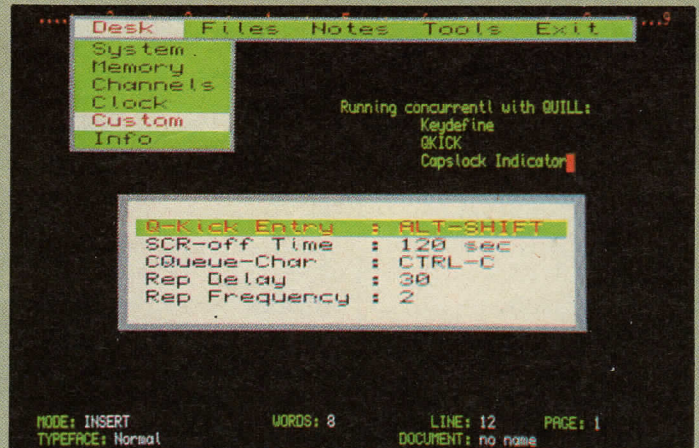 Desk Files Notes Tools Exit
System
Memory
Channels
Clock
Custom
Info
Running concurrentl with QUILL:
Keydefine
QKICK
Capslock Indicator
Q-Kick Entry : ALT-SHIFT
SCR-off Time : 120 sec
CQueue-Char : CTRL-C
Rep Delay : 30
Rep Frequency : 2
MODE: INSERT WORDS: 8 LINE: 12 PAGE: 1
TYPEFACE: Normal DOCUMENT: no name